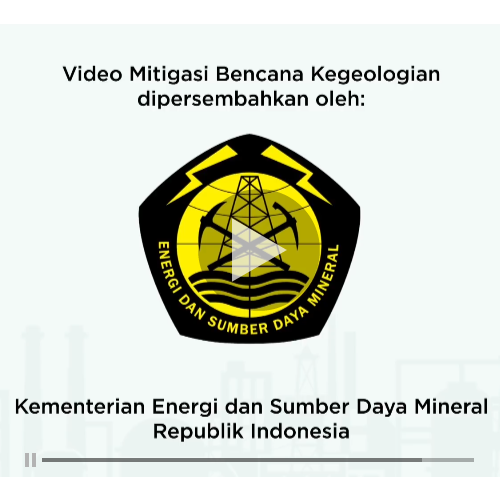 Video Mitigasi Bencana Kegeologian
dipersembahkan oleh:
ENERGI DAN SUMBER DAYA MINERAL
Kementerian Energi dan Sumber Daya Mineral
Republik Indonesia